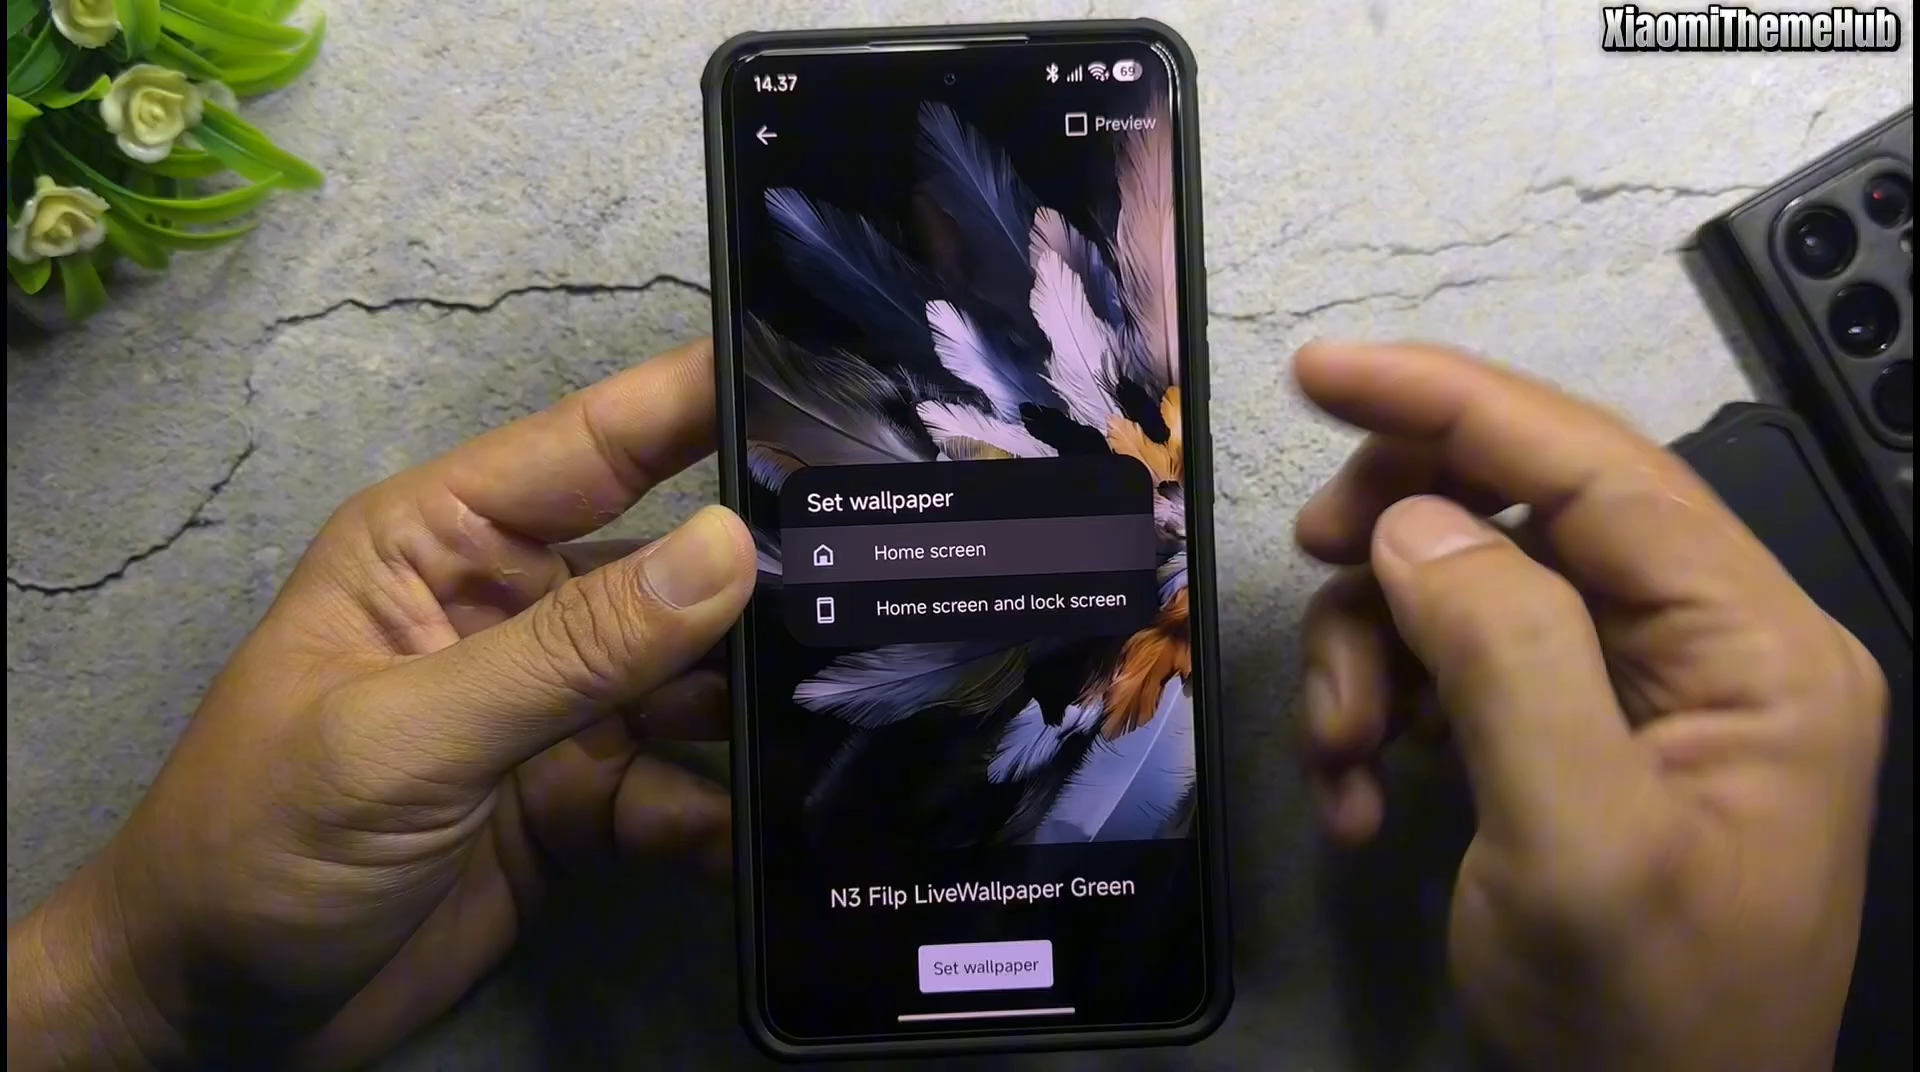 XiaomiThemeHub
14.37
69
Preview
Set wallpaper
Home screen
Home screen and lock screen
N3 Filp LiveWallpaper Green
Set wallpaper